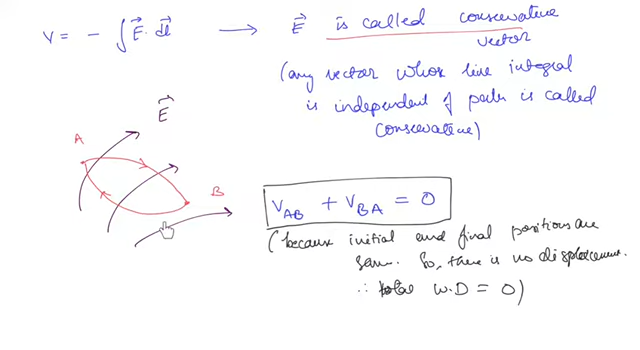 V = - ∫ E⃗ · dl⃗ → E⃗ is called conservative
vector
(any vector whose line integral
is independent of path is called
conservative)
E⃗
A
B
V_AB + V_BA = 0
(because initial and final positions are
same. So, there is no displacement.
∴ total W.D = 0)